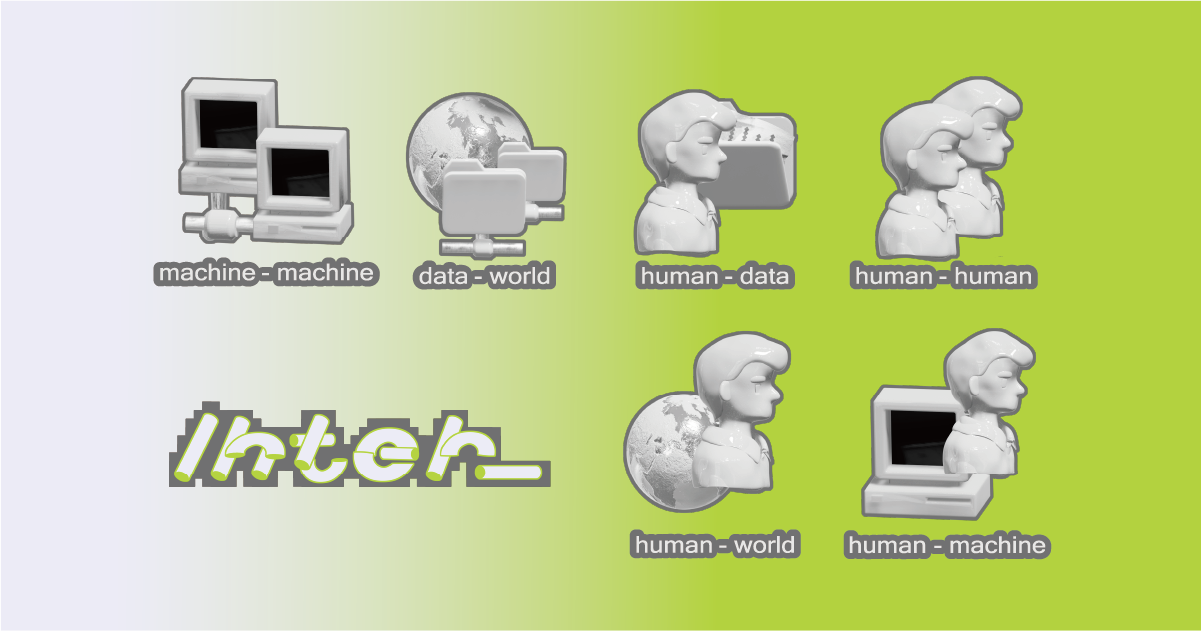 machine - machine
data - world
human - data
human - human
Inter_
human - world
human - machine